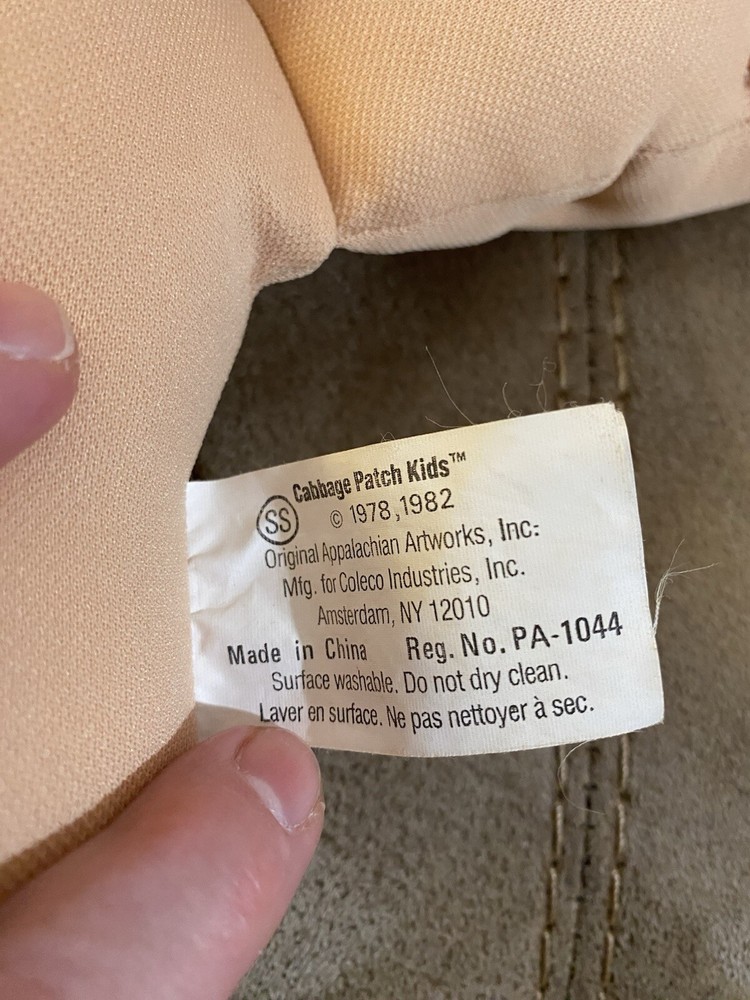 Cabbage Patch Kids™
SS © 1978,1982
Original Appalachian Artworks, Inc.
Mfg. for Coleco Industries, Inc.
Amsterdam, NY 12010
Made in China Reg. No. PA-1044
Surface washable. Do not dry clean.
Laver en surface. Ne pas nettoyer à sec.